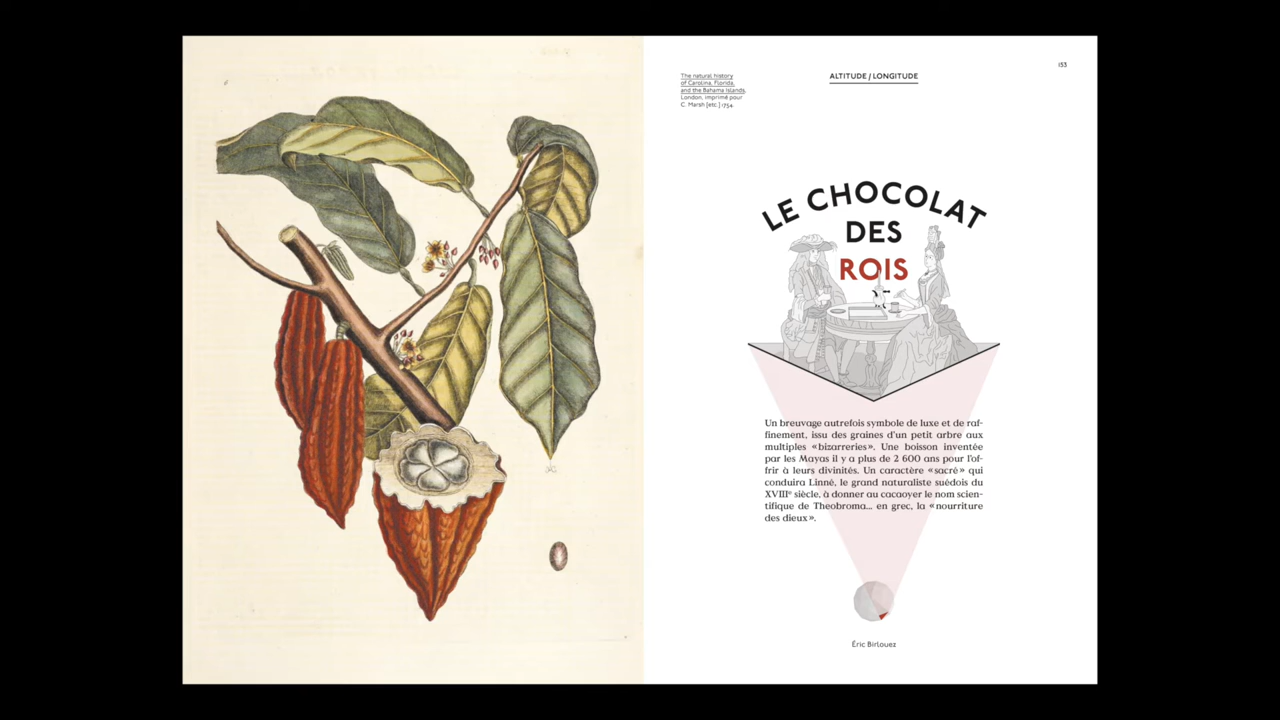 The natural history
of Carolina, Florida,
and the Bahama Islands.
London, imprimé pour
C. Marsh [etc.] 1754.
ALTITUDE / LONGITUDE
153
LE CHOCOLAT
DES
ROIS
Un breuvage autrefois symbole de luxe et de raf-
finement, issu des graines d'un petit arbre aux
multiples «bizarreries». Une boisson inventée
par les Mayas il y a plus de 2 600 ans pour l'of-
frir à leurs divinités. Un caractère «sacré» qui
conduira Linné, le grand naturaliste suédois du
XVIIIe siècle, à donner au cacaoyer le nom scien-
tifique de Theobroma... en grec, la «nourriture
des dieux».
Éric Birlouez